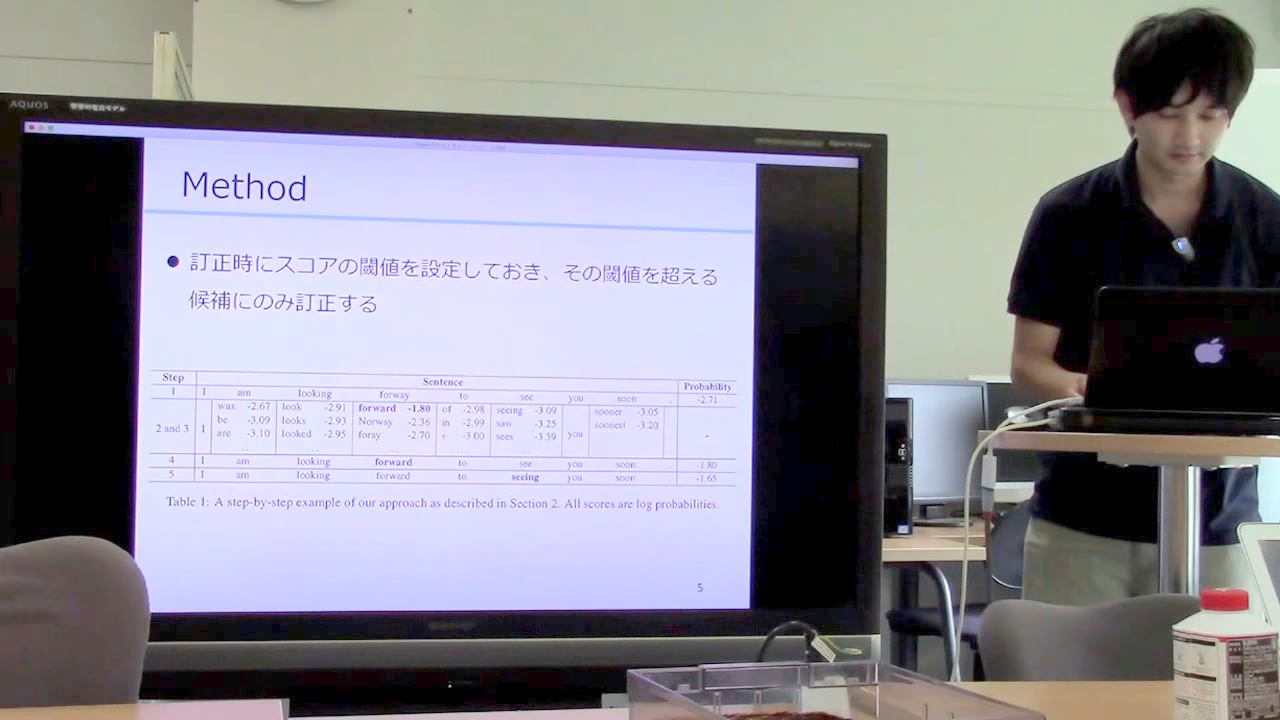 AQUOS
Method
● 訂正時にスコアの閾値を設定しておき、その閾値を超える
候補にのみ訂正する
Step Sentence Probability
1 I am looking forway to see you soon . -2.71
was -2.67 look -2.91 forward -1.80 of -2.98 seeing -3.09 sooner -3.05
be -3.09 looks -2.93 Norway -2.36 in -2.99 saw -3.25 soonest -3.20
2 and 3 I are -3.10 looked -2.95 foray -2.70 -3.00 sees -3.39 you -
... ... ... ... ...
4 I am looking forward to see you soon -1.80
5 I am looking forward to seeing you soon -1.65
Table 1: A step-by-step example of our approach as described in Section 2. All scores are log probabilities.
5